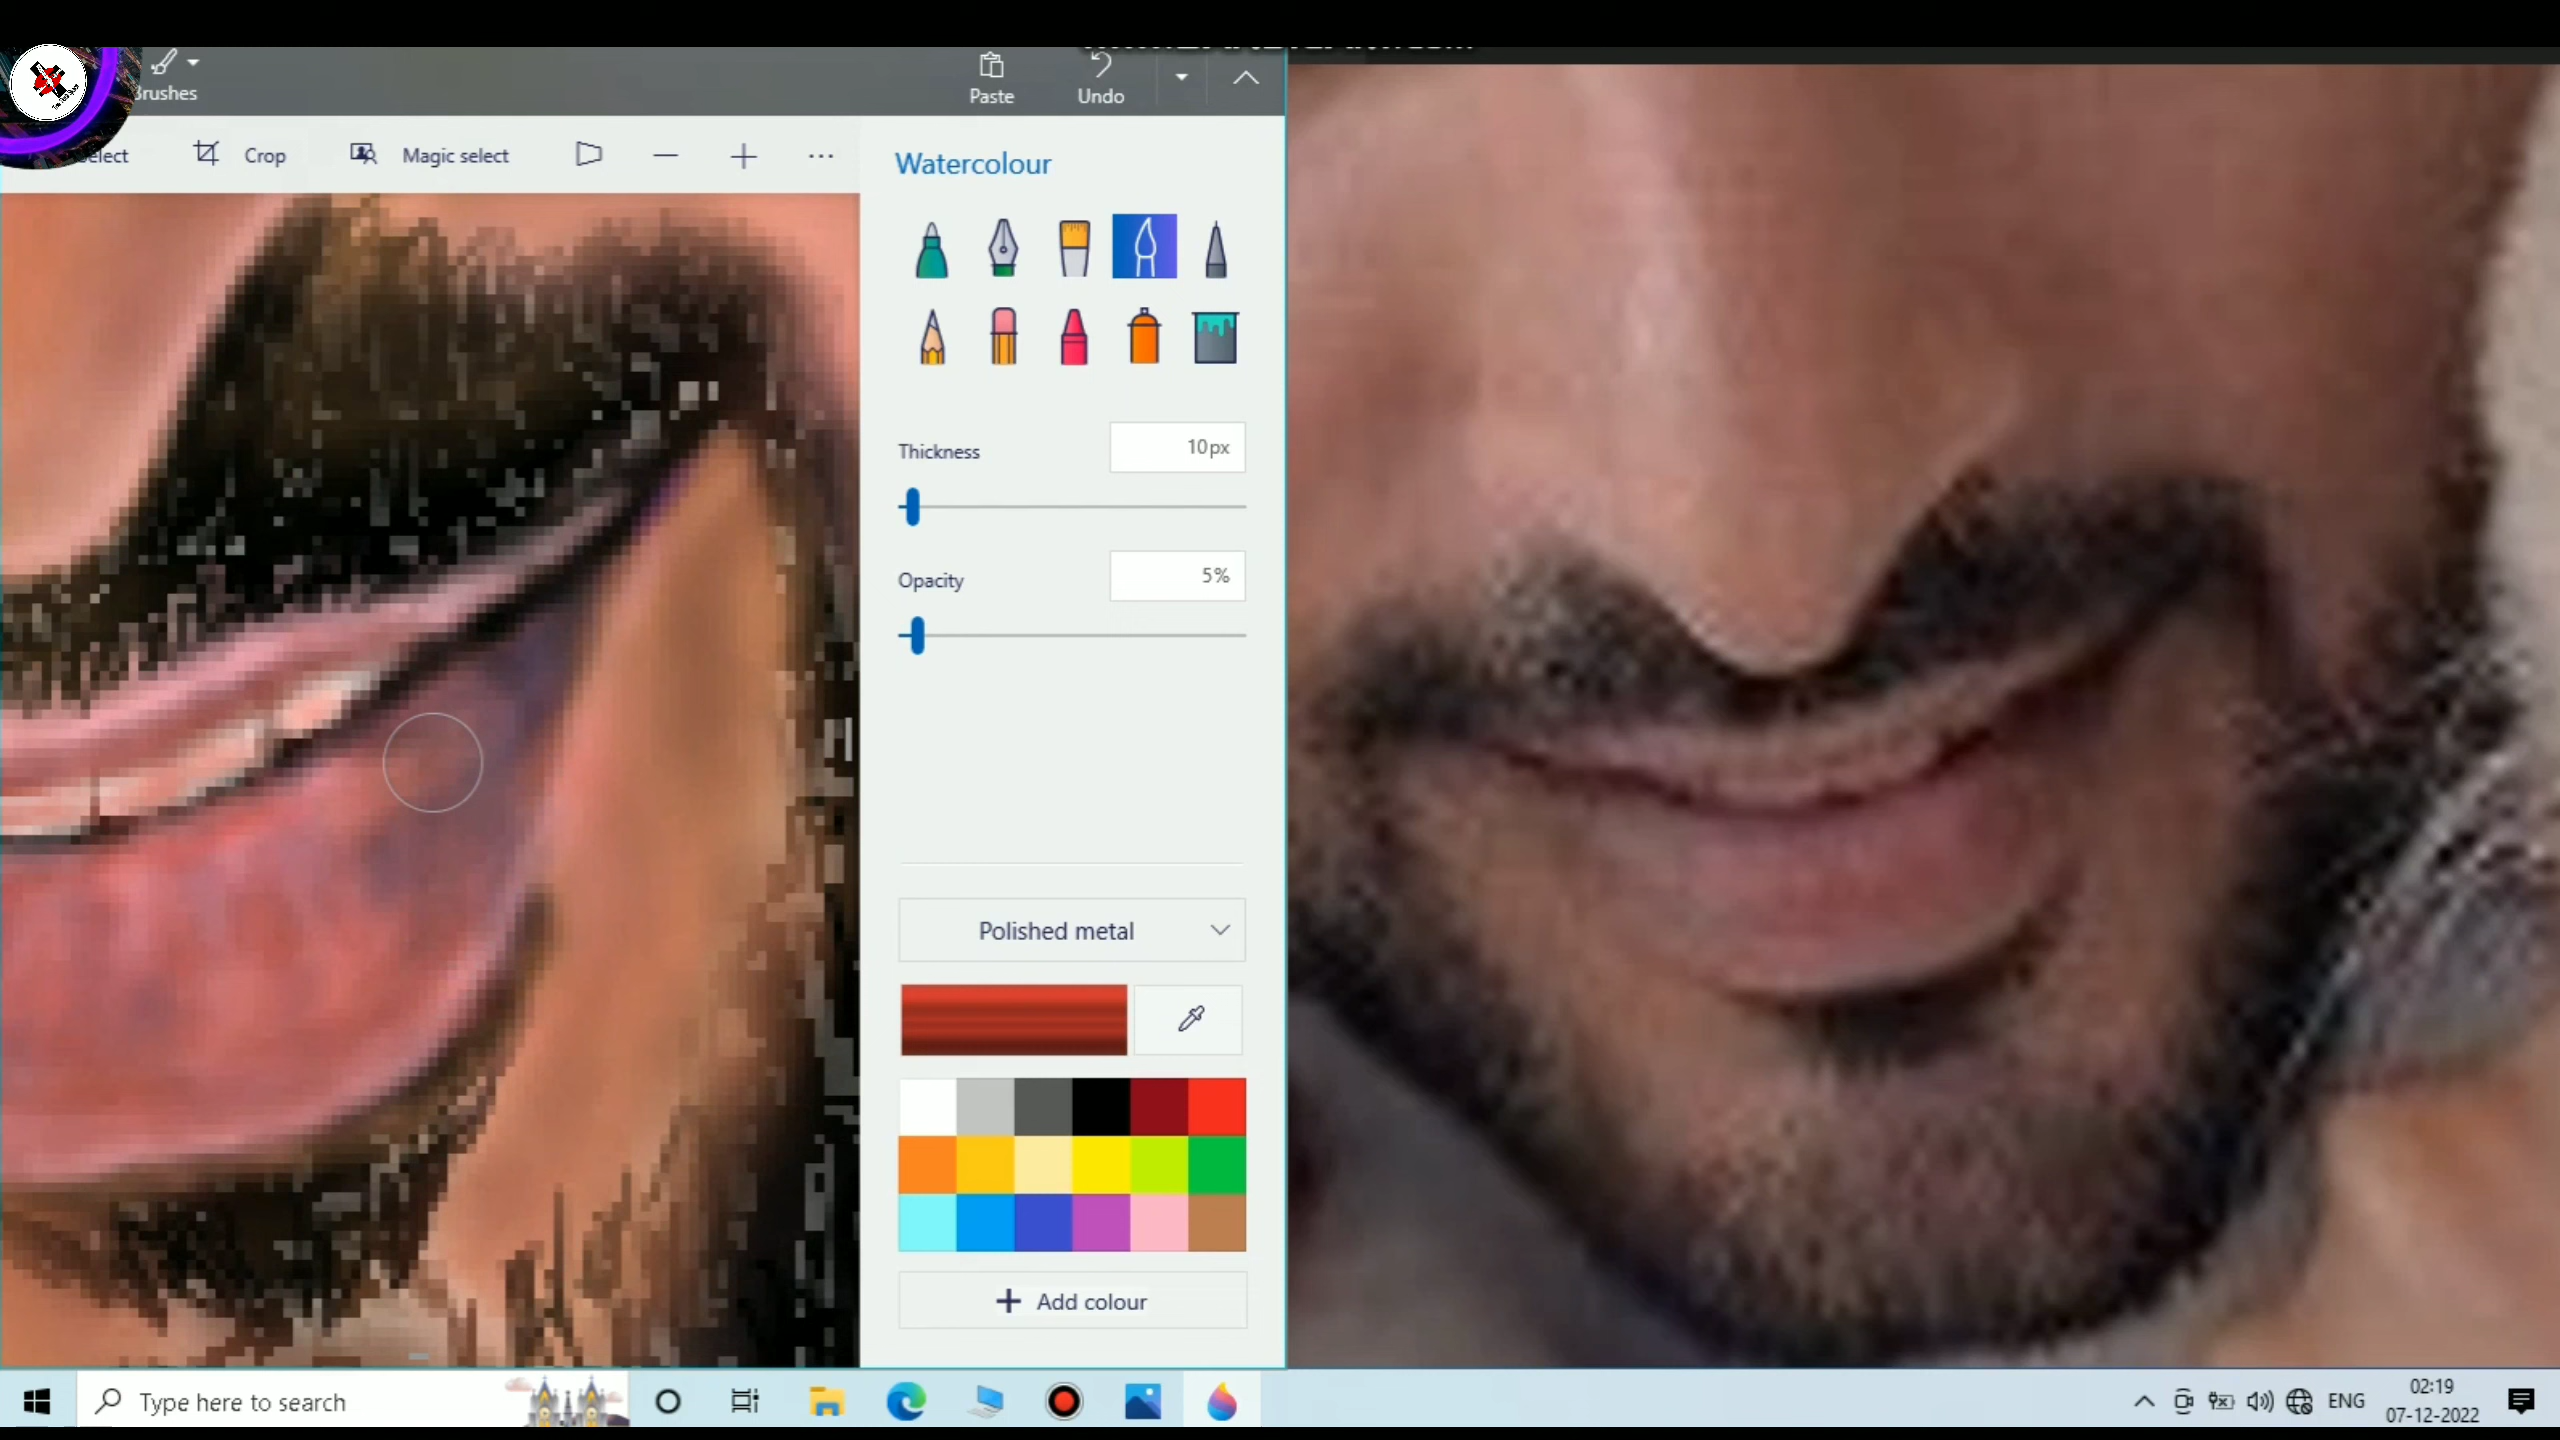 Brushes
Paste
Undo
Select
Crop
Magic select
Watercolour
Thickness
10px
Opacity
5%
Polished metal
Add colour
Type here to search
ENG
02:19
07-12-2022